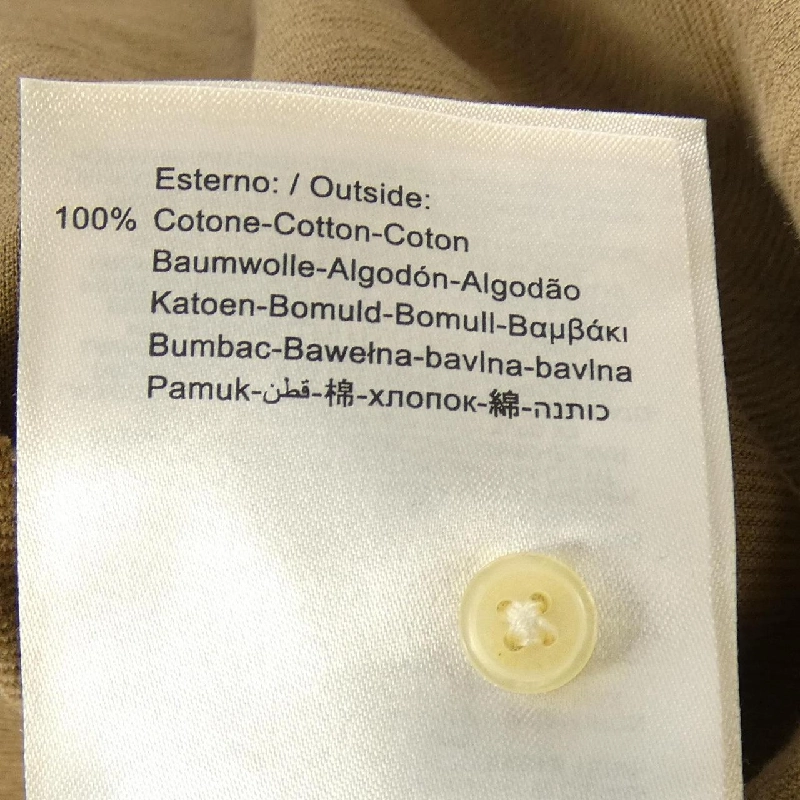 Esterno: / Outside:
100% Cotone-Cotton-Coton
Baumwolle-Algodón-Algodão
Katoen-Bomuld-Bomull-Βαμβάκι
Bumbac-Bawełna-bavlna-bavlna
Pamuk-قطن-棉-хлопок-綿-כותנה